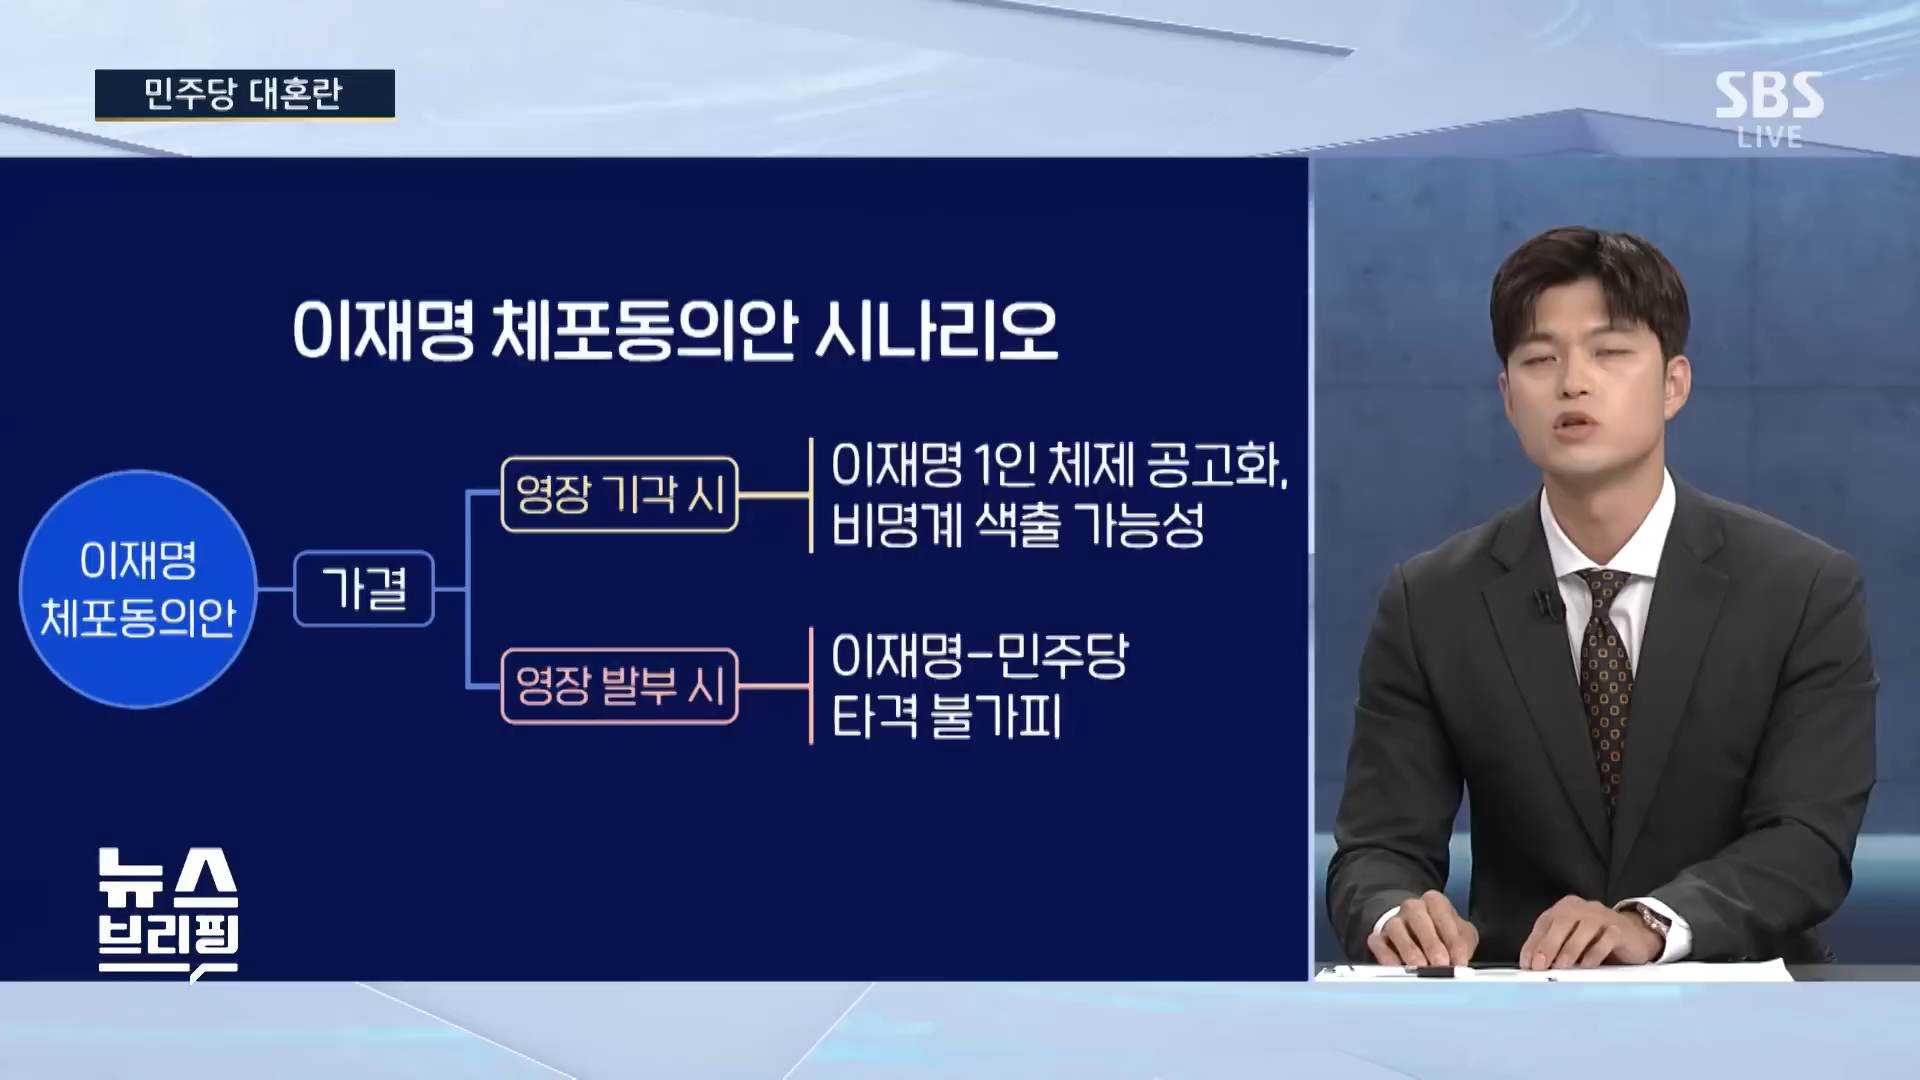 민주당 대혼란
SBS
LIVE
이재명 체포동의안 시나리오
이재명
체포동의안
가결
영장 기각 시
이재명 1인 체제 공고화,
비명계 색출 가능성
영장 발부 시
이재명-민주당
타격 불가피
뉴스
브리핑